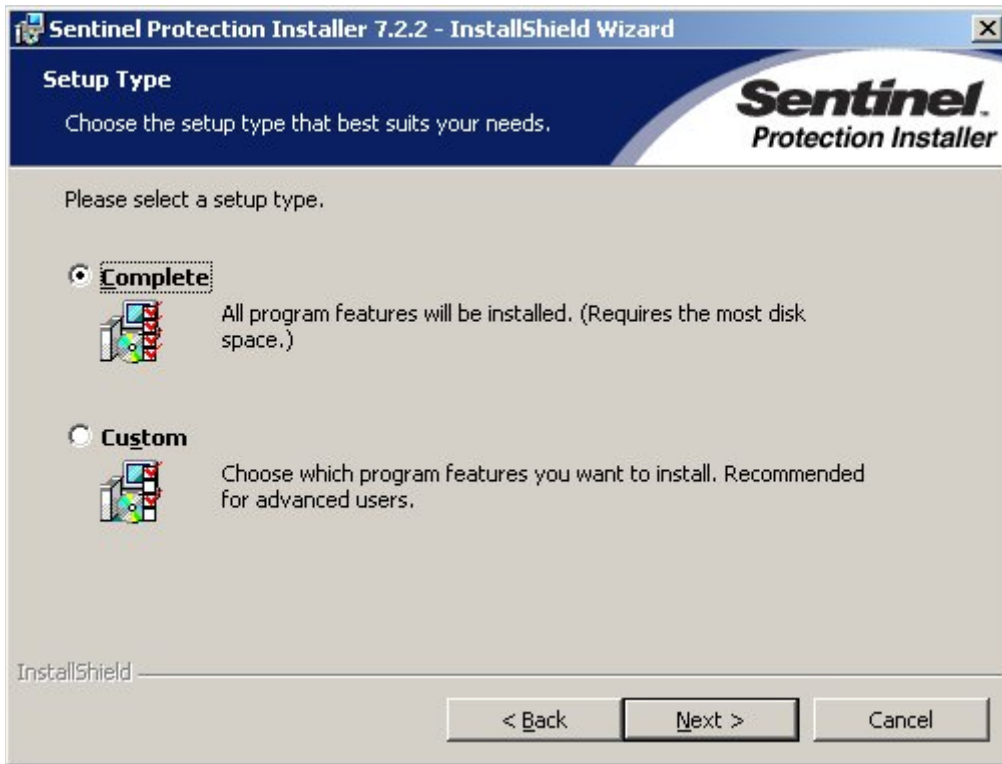 Sentinel Protection Installer 7.2.2 - InstallShield Wizard
Setup Type
Choose the setup type that best suits your needs.
Sentinel.
Protection Installer
Please select a setup type.
Complete
All program features will be installed. (Requires the most disk
space.)
Custom
Choose which program features you want to install. Recommended
for advanced users.
InstallShield
< Back
Next >
Cancel